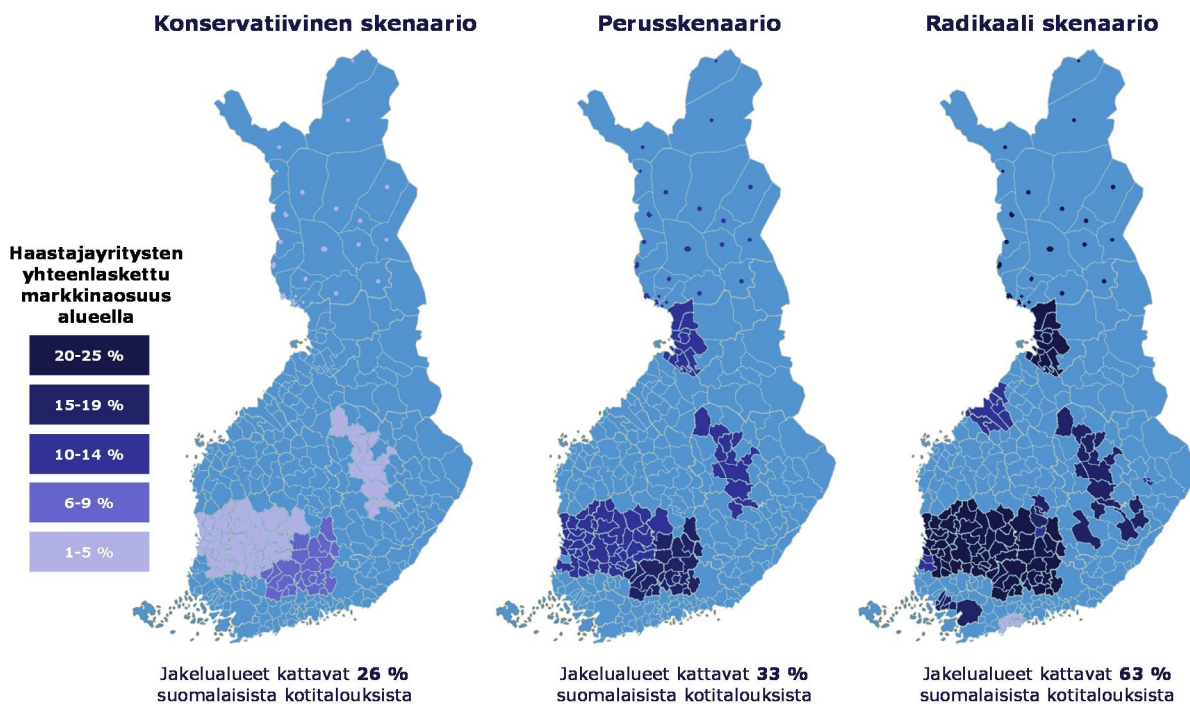 Konservatiivinen skenaario
Perusskenaario
Radikaali skenaario
Haastajayritysten
yhteenlaskettu
markkinaosuus
alueella
20-25 %
15-19 %
10-14 %
6-9 %
1-5 %
Jakelualueet kattavat 26 %
suomalaisista kotitalouksista
Jakelualueet kattavat 33 %
suomalaisista kotitalouksista
Jakelualueet kattavat 63 %
suomalaisista kotitalouksista